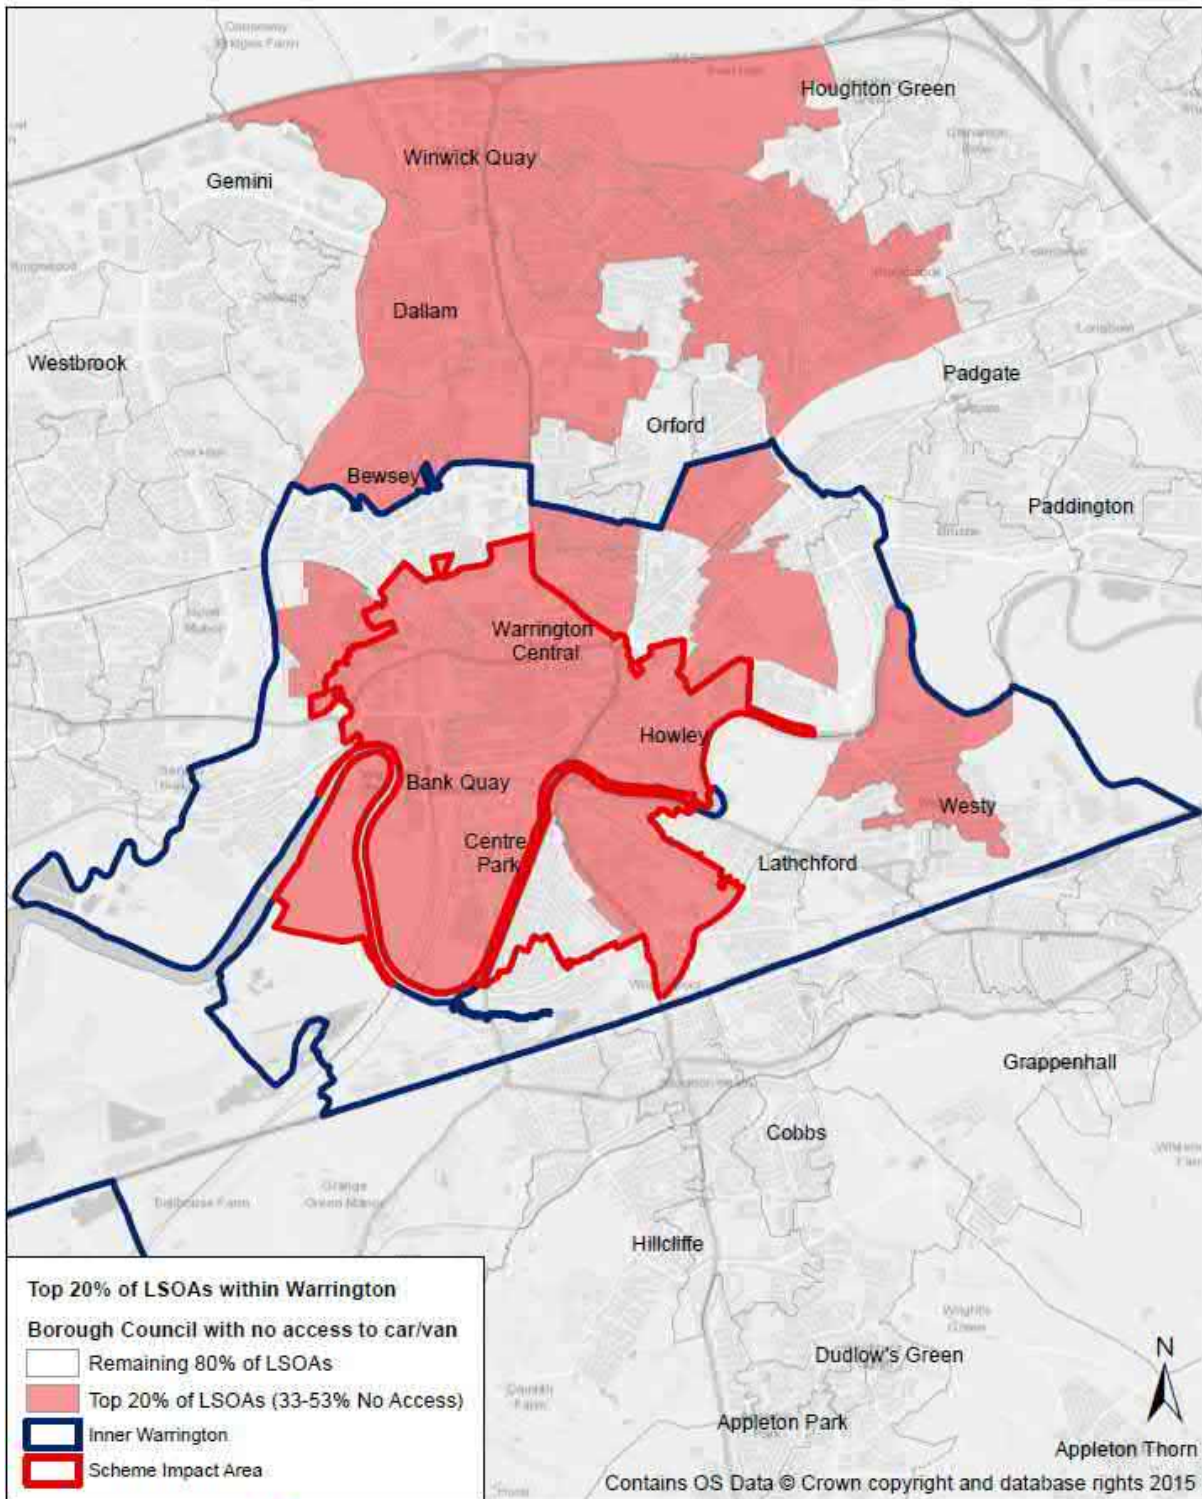 Houghton Green
Winwick Quay
Gemini
Dallam
Westbrook
Padgate
Orford
Bewsey
Paddington
Warrington
Central
Howley
Bank Quay
Westy
Centre
Park
Lathchford
Grappenhall
Cobbs
Hillcliffe
Dudlow's Green
Appleton Park
N
Appleton Thorn
Top 20% of LSOAs within Warrington
Borough Council with no access to car/van
Remaining 80% of LSOAs
Top 20% of LSOAs (33-53% No Access)
Inner Warrington
Scheme Impact Area
Contains OS Data © Crown copyright and database rights 2015